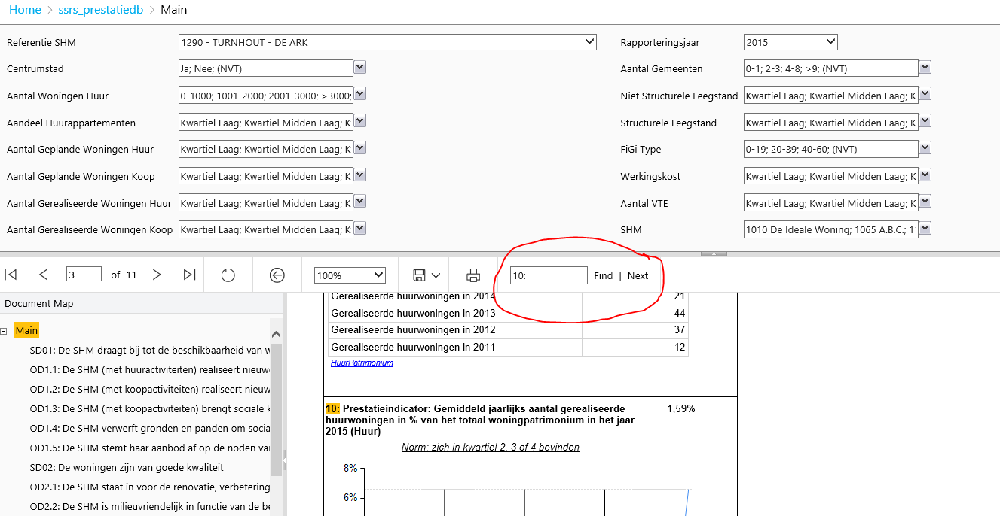 Home > ssrs_prestatiedb > Main
Referentie SHM 1290 - TURNHOUT - DE ARK Rapporteringsjaar 2015
Centrumstad Ja; Nee; (NVT) Aantal Gemeenten 0-1; 2-3; 4-8; >9; (NVT)
Aantal Woningen Huur 0-1000; 1001-2000; 2001-3000; >3000; Niet Structurele Leegstand Kwartiel Laag; Kwartiel Midden Laag; K
Aandeel Huurappartementen Kwartiel Laag; Kwartiel Midden Laag; K Structurele Leegstand Kwartiel Laag; Kwartiel Midden Laag; K
Aantal Geplande Woningen Huur Kwartiel Laag; Kwartiel Midden Laag; K FiGi Type 0-19; 20-39; 40-60; (NVT)
Aantal Geplande Woningen Koop Kwartiel Laag; Kwartiel Midden Laag; K Werkingskost Kwartiel Laag; Kwartiel Midden Laag; K
Aantal Gerealiseerde Woningen Huur Kwartiel Laag; Kwartiel Midden Laag; K Aantal VTE Kwartiel Laag; Kwartiel Midden Laag; K
Aantal Gerealiseerde Woningen Koop Kwartiel Laag; Kwartiel Midden Laag; K SHM 1010 De Ideale Woning; 1065 A.B.C.; 1
3 of 11 100% 10: Find | Next
Document Map
Main
SD01: De SHM draagt bij tot de beschikbaarheid van w
OD1.1: De SHM (met huuractiviteiten) realiseert nieuw
OD1.2: De SHM (met koopactiviteiten) realiseert nieuw
OD1.3: De SHM (met koopactiviteiten) brengt sociale k
OD1.4: De SHM verwerft gronden en panden om socia
OD1.5: De SHM stemt haar aanbod af op de noden va
SD02: De woningen zijn van goede kwaliteit
OD2.1: De SHM staat in voor de renovatie, verbetering
OD2.2: De SHM is milieuvriendelijk in functie van de be
Gerealiseerde huurwoningen in 2014 21
Gerealiseerde huurwoningen in 2013 44
Gerealiseerde huurwoningen in 2012 37
Gerealiseerde huurwoningen in 2011 12
HuurPatrimonium
10: Prestatieindicator: Gemiddeld jaarlijks aantal gerealiseerde 1,59%
huurwoningen in % van het totaal woningpatrimonium in het jaar
2015 (Huur)
Norm: zich in kwartiel 2, 3 of 4 bevinden
8%
6%